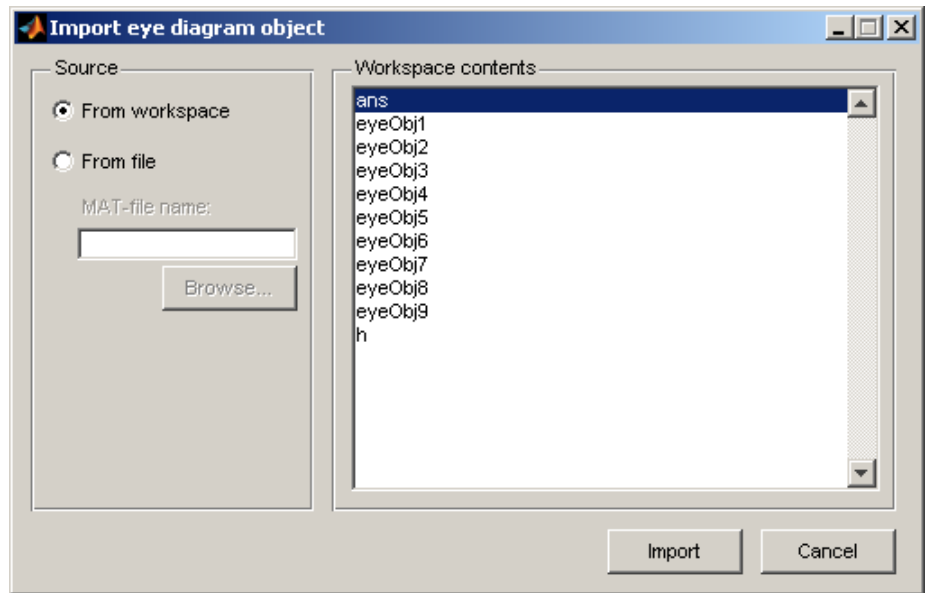 Import eye diagram object
Source
From workspace
From file
MAT-file name:
Browse...
Workspace contents
ans
eyeObj1
eyeObj2
eyeObj3
eyeObj4
eyeObj5
eyeObj6
eyeObj7
eyeObj8
eyeObj9
h
Import
Cancel